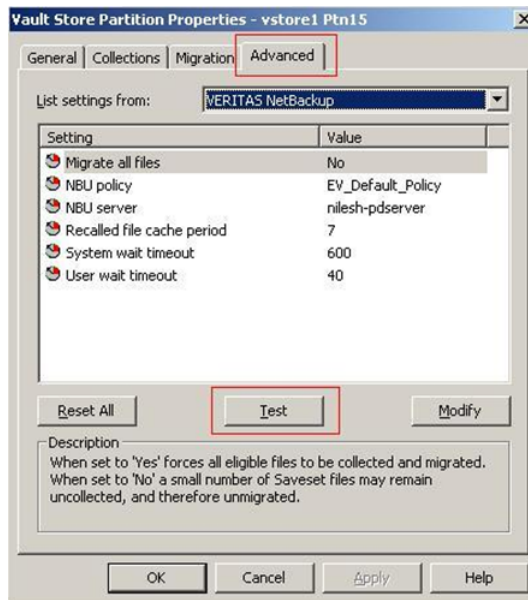 Vault Store Partition Properties - vstore1 Ptn15
General Collections Migration Advanced
List settings from: VERITAS NetBackup
Setting Value
Migrate all files No
NBU policy EV_Default_Policy
NBU server nilesh-pdserver
Recalled file cache period 7
System wait timeout 600
User wait timeout 40
Reset All Test Modify
Description
When set to 'Yes' forces all eligible files to be collected and migrated.
When set to 'No' a small number of Saveset files may remain
uncollected, and therefore unmigrated.
OK Cancel Apply Help